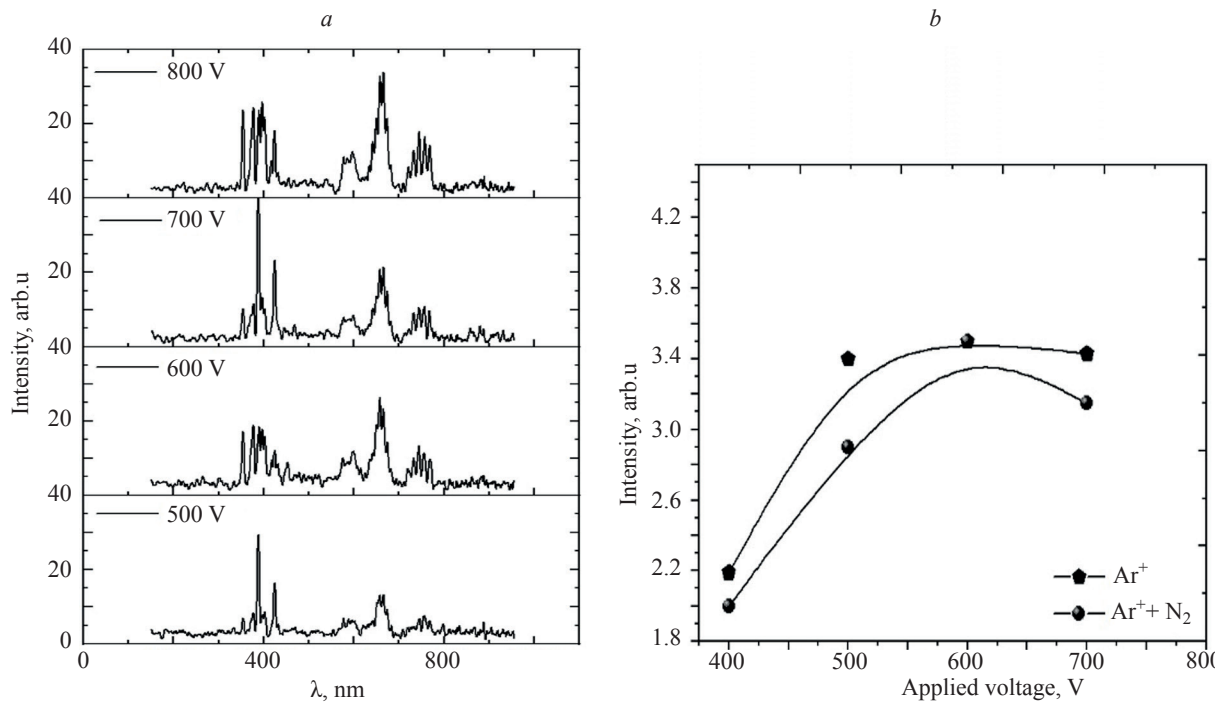 a
40
800 V
20
40
700 V
20
40
600 V
20
40
500 V
20
0
0
400
800
λ, nm
Intensity, arb.u
b
4.2
3.8
3.4
3.0
2.6
2.2
1.8
400
500
600
700
800
Applied voltage, V
Intensity, arb.u
Ar⁺
Ar⁺ + N₂